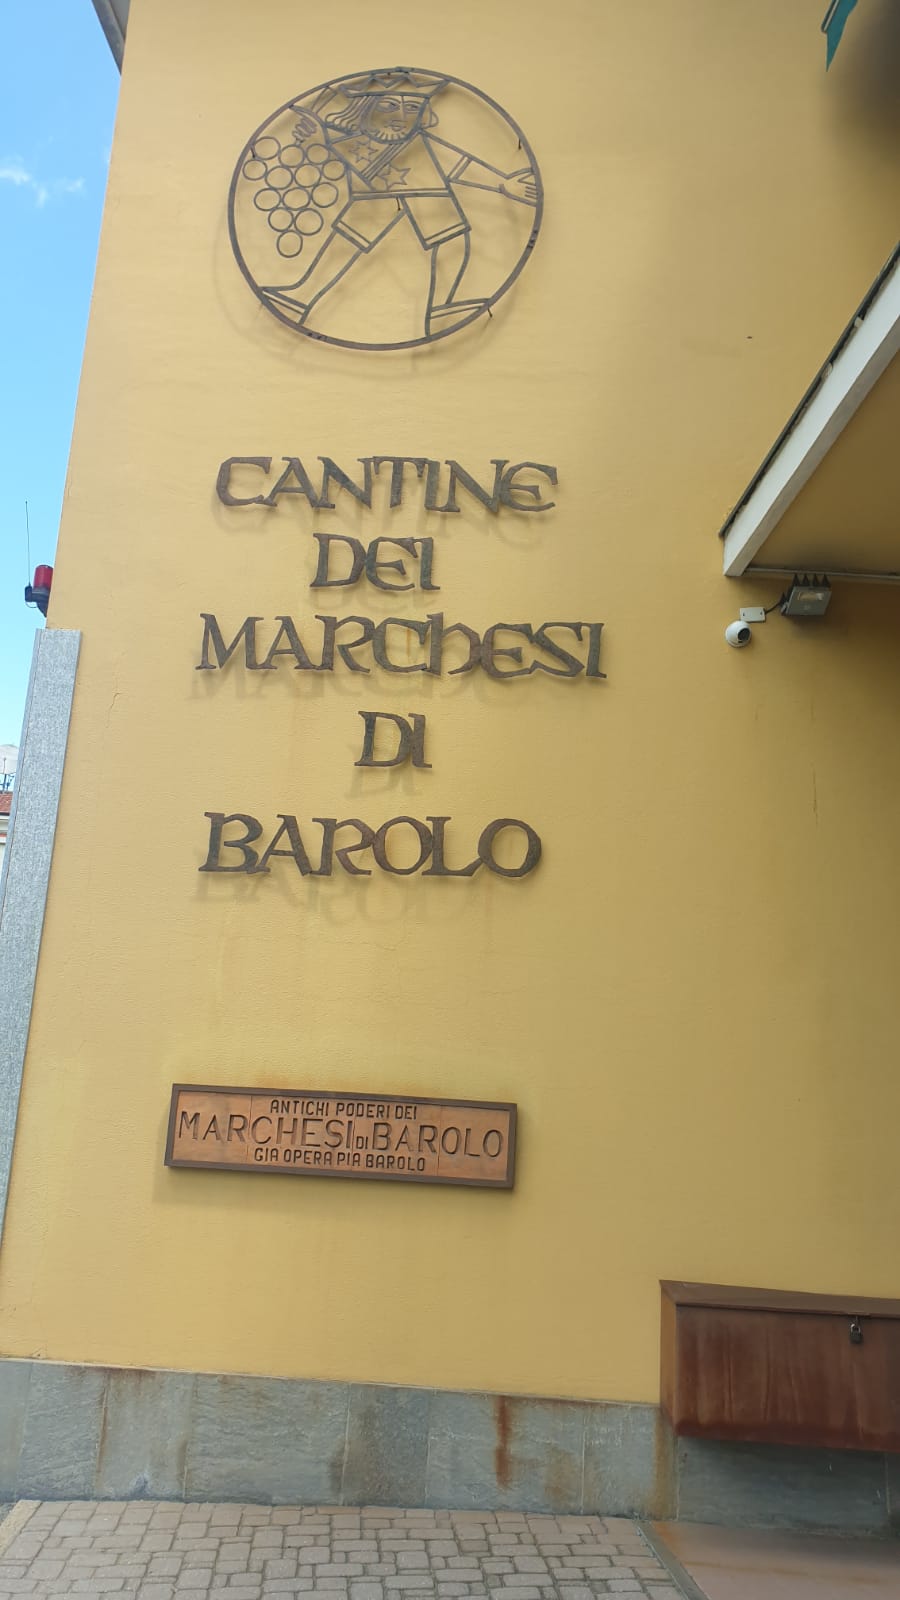 CANTINE
DEI
MARCHESI
DI
BAROLO
ANTICHI PODERI DEI
MARCHESI DI BAROLO
GIA' OPERA PIA BAROLO